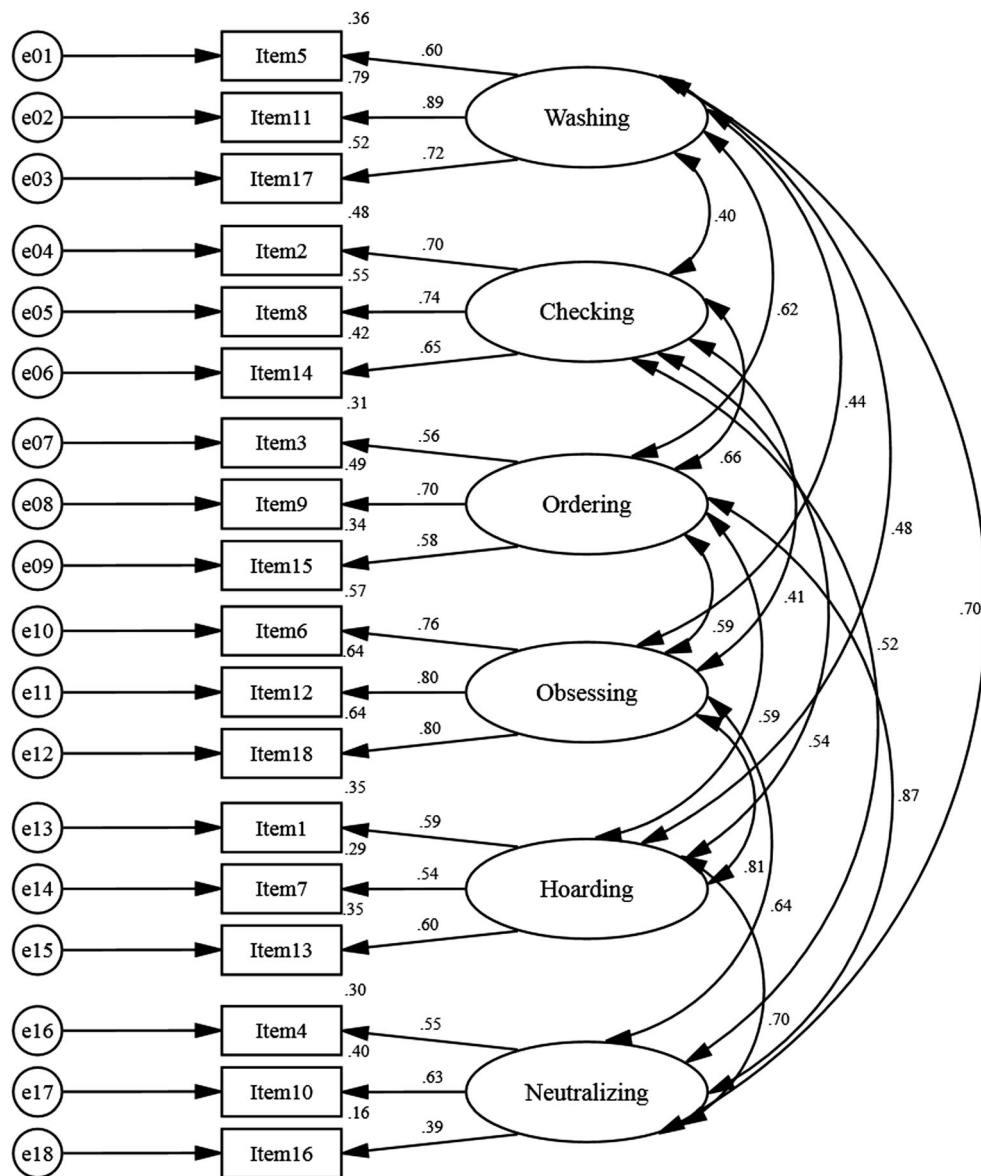 .36
e01 Item5 .60
.79
e02 Item11 .89 Washing
.52
e03 Item17 .72
.40
.48
e04 Item2 .70
.55
e05 Item8 .74 Checking .62
.42
e06 Item14 .65
.44
.31
e07 Item3 .56 .66
.49
e08 Item9 .70 Ordering
.48
.34
e09 Item15 .58
.41
.57
.70
e10 Item6 .76 .59 .52
.64
e11 Item12 .80 Obsessing
.64
.59
e12 Item18 .80 .54
.35
.87
e13 Item1 .59
.29
.81
e14 Item7 .54 Hoarding
.64
.35
e15 Item13 .60
.30
.70
e16 Item4 .55
.40
e17 Item10 .63 Neutralizing
.16
e18 Item16 .39